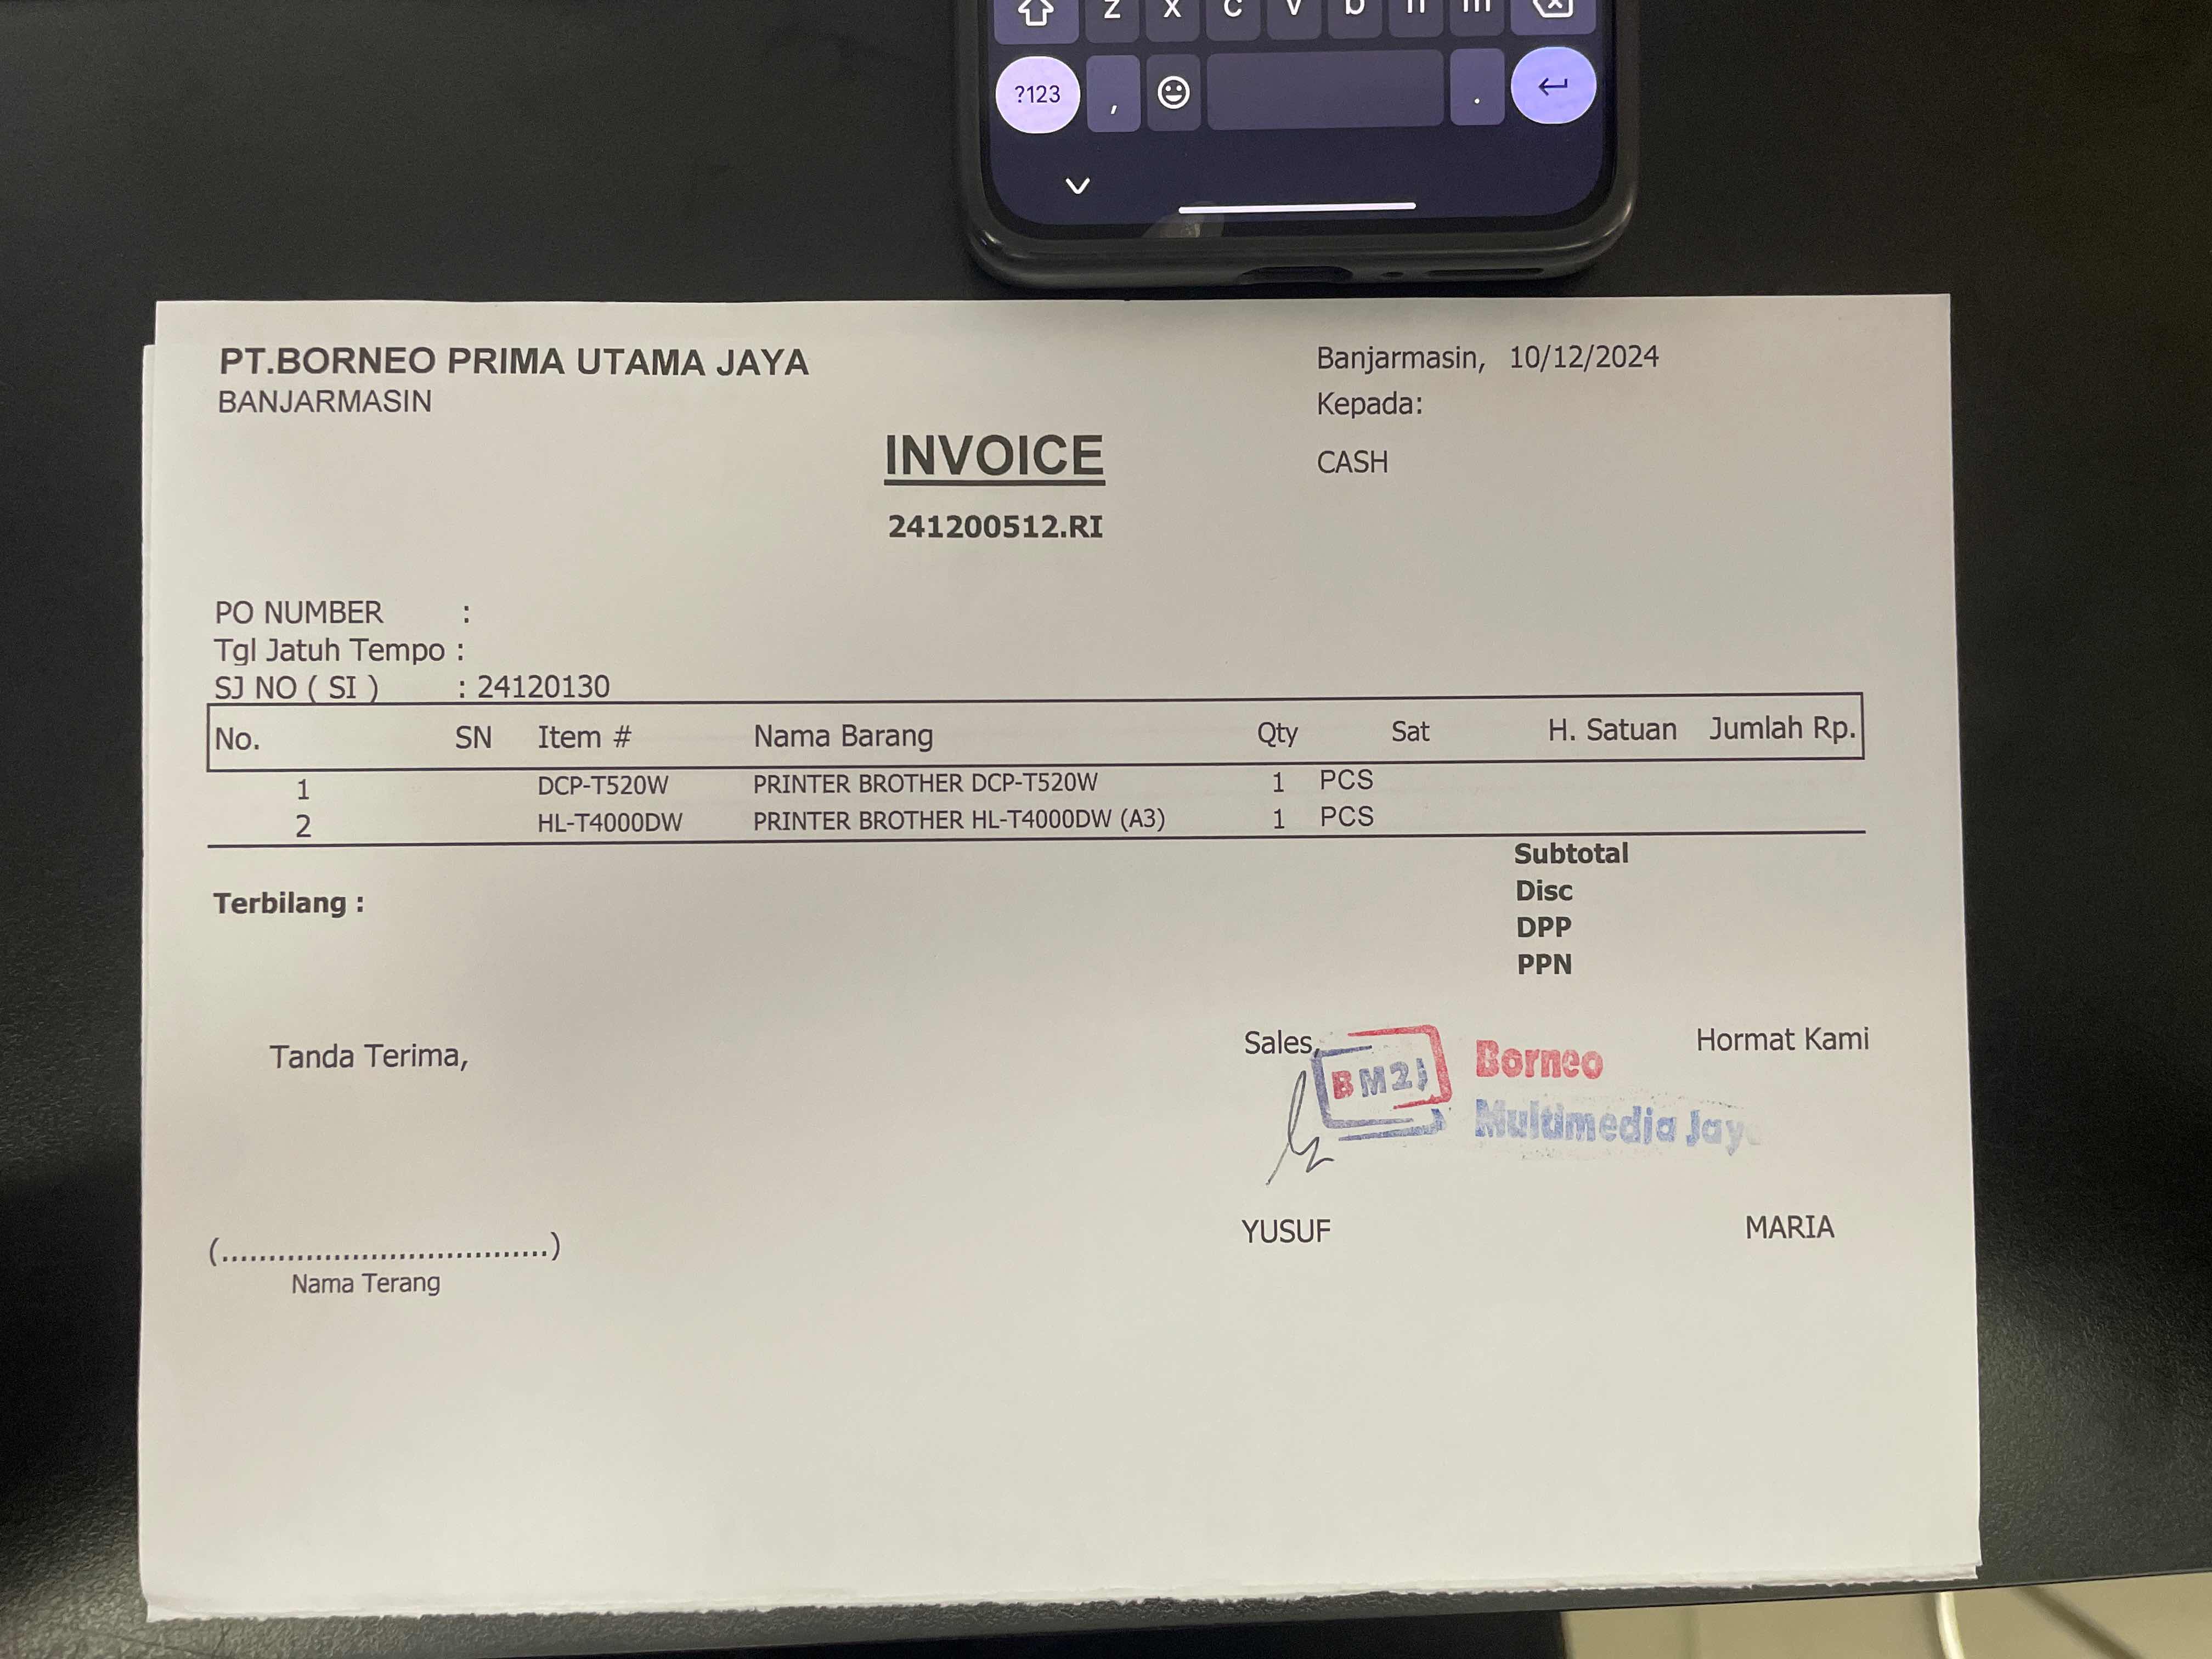 z x c v b n m
?123 , .
PT.BORNEO PRIMA UTAMA JAYA
BANJARMASIN
Banjarmasin, 10/12/2024
Kepada:
CASH
INVOICE
241200512.RI
PO NUMBER :
Tgl Jatuh Tempo :
SJ NO ( SI ) : 24120130
No. SN Item # Nama Barang Qty Sat H. Satuan Jumlah Rp.
1 DCP-T520W PRINTER BROTHER DCP-T520W 1 PCS
2 HL-T4000DW PRINTER BROTHER HL-T4000DW (A3) 1 PCS
Subtotal
Disc
DPP
PPN
Terbilang :
Tanda Terima,
Sales,
Hormat Kami
Borneo
Multimedia
YUSUF
MARIA
(...................................)
Nama Terang